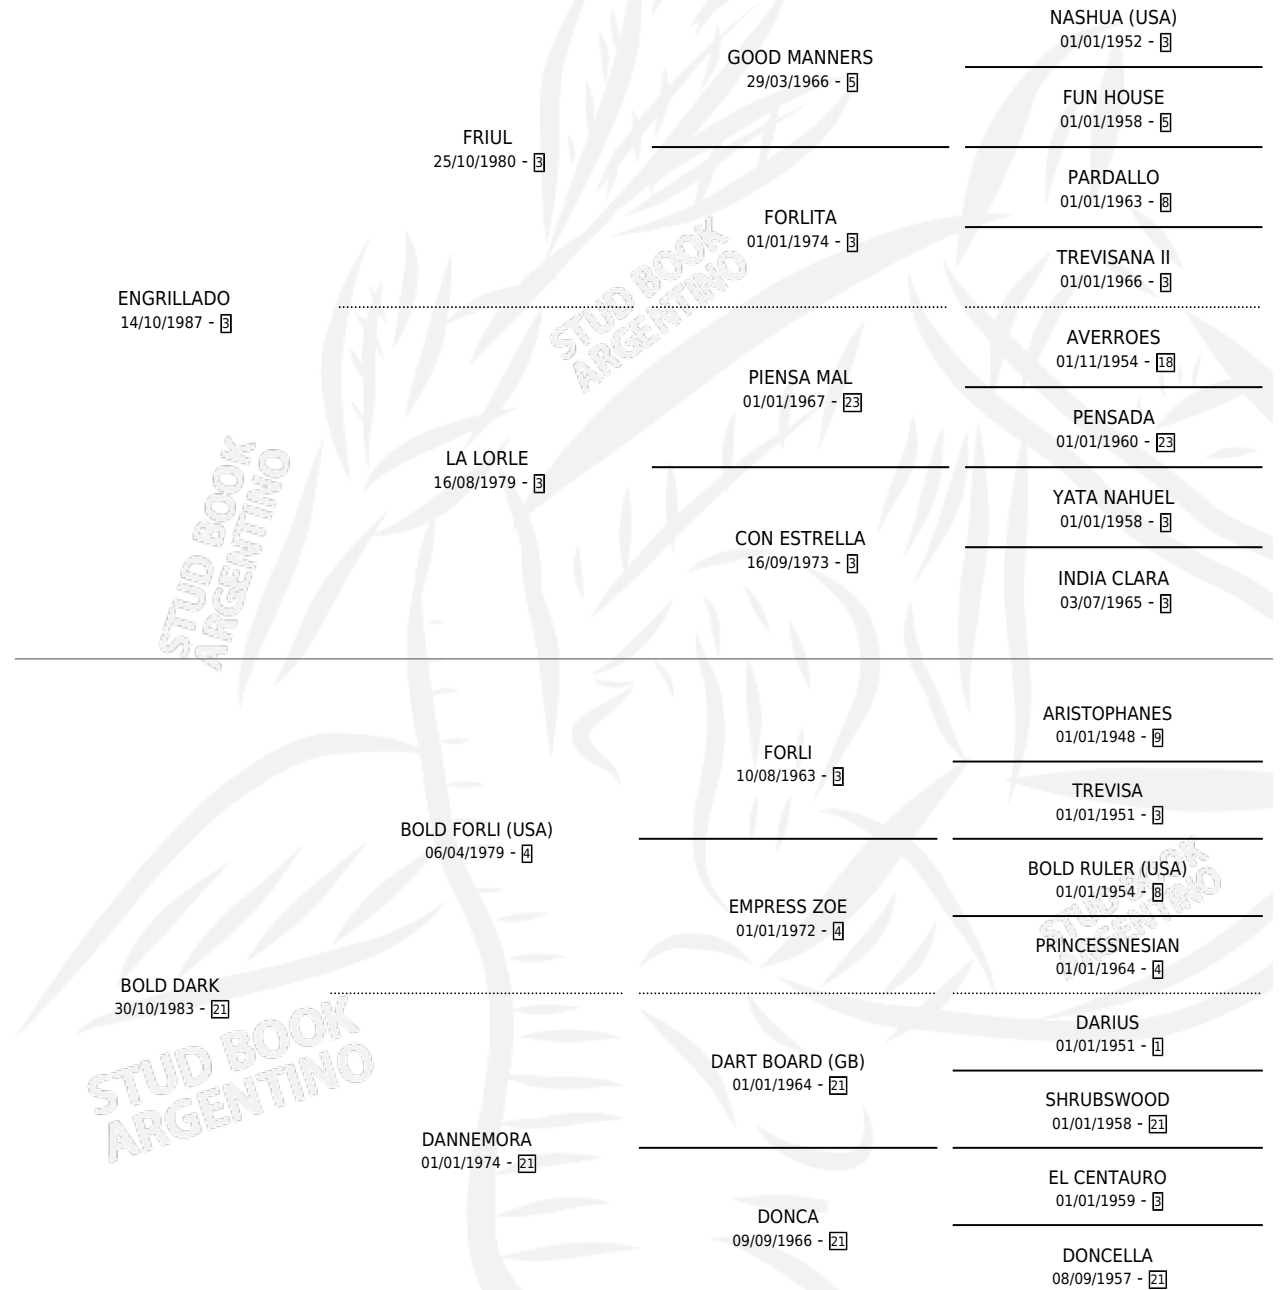 NASHUA (USA)
01/01/1952 - 3
GOOD MANNERS
29/03/1966 - 5
FUN HOUSE
01/01/1958 - 5
FRIUL
25/10/1980 - 3
PARDALLO
01/01/1963 - 8
FORLITA
01/01/1974 - 3
TREVISANA II
01/01/1966 - 3
ENGRILLADO
14/10/1987 - 3
STUD BOOK
ARGENTINO
AVERROES
01/11/1954 - 18
PIENSA MAL
01/01/1967 - 23
PENSADA
01/01/1960 - 23
LA LORLE
16/08/1979 - 3
YATA NAHUEL
01/01/1958 - 3
CON ESTRELLA
16/09/1973 - 3
INDIA CLARA
03/07/1965 - 3
STUD BOOK
ARGENTINO
ARISTOPHANES
01/01/1948 - 9
FORLI
10/08/1963 - 3
TREVISA
01/01/1951 - 3
BOLD FORLI (USA)
06/04/1979 - 4
BOLD RULER (USA)
01/01/1954 - 8
EMPRESS ZOE
01/01/1972 - 4
STUD BOOK
ARGENTINO
PRINCESSNESIAN
01/01/1964 - 4
BOLD DARK
30/10/1983 - 21
DARIUS
01/01/1951 - 1
DART BOARD (GB)
01/01/1964 - 21
STUD BOOK
ARGENTINO
SHRUBSWOOD
01/01/1958 - 21
DANNEMORA
01/01/1974 - 21
EL CENTAURO
01/01/1959 - 3
DONCA
09/09/1966 - 21
DONCELLA
08/09/1957 - 21